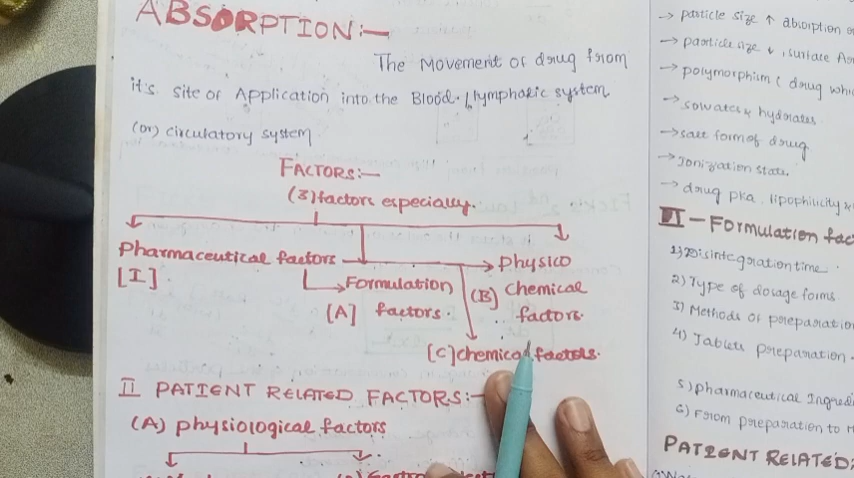 ABSORPTION:-
The Movement of drug from
it's site of Application into the Blood/lymphatic system
(or) circulatory system
FACTORS:-
(3) factors especially.
Pharmaceutical factors
[I]
Formulation
[A] factors.
physico
(B) chemical
factors.
[C] chemical factors.
II PATIENT RELATED FACTORS:-
(A) physiological factors
→ particle size ↑ absorption
→ particle size ↓, surface
→ polymorphism ( drug
→ solvates & hydrates
→ salt form of drug
→ Ionization state.
→ drug pka. lipophilicity &
- Formulation fac
1) Disintegration time.
2) Type of dosage forms
3) Methods of preparation
4) Tablets preparation.
5) pharmaceutical Ingredi
6) From preparation to
PATIENT RELATED: